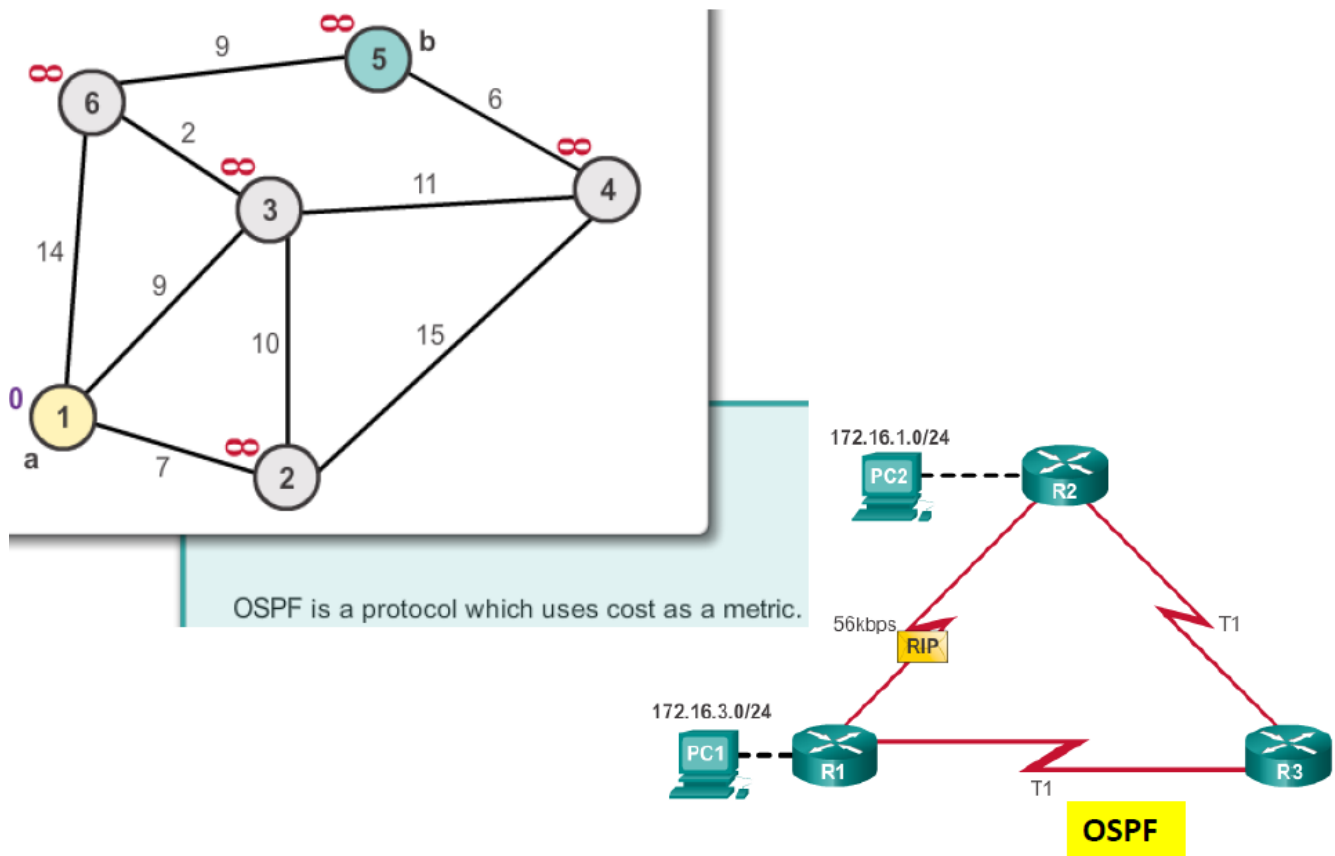 9
∞
5
b
∞
6
6
2
∞
∞
3
11
4
14
9
10
15
0
1
a
7
∞
2
OSPF is a protocol which uses cost as a metric.
172.16.1.0/24
PC2
R2
56kbps
RIP
T1
172.16.3.0/24
PC1
R1
T1
R3
OSPF